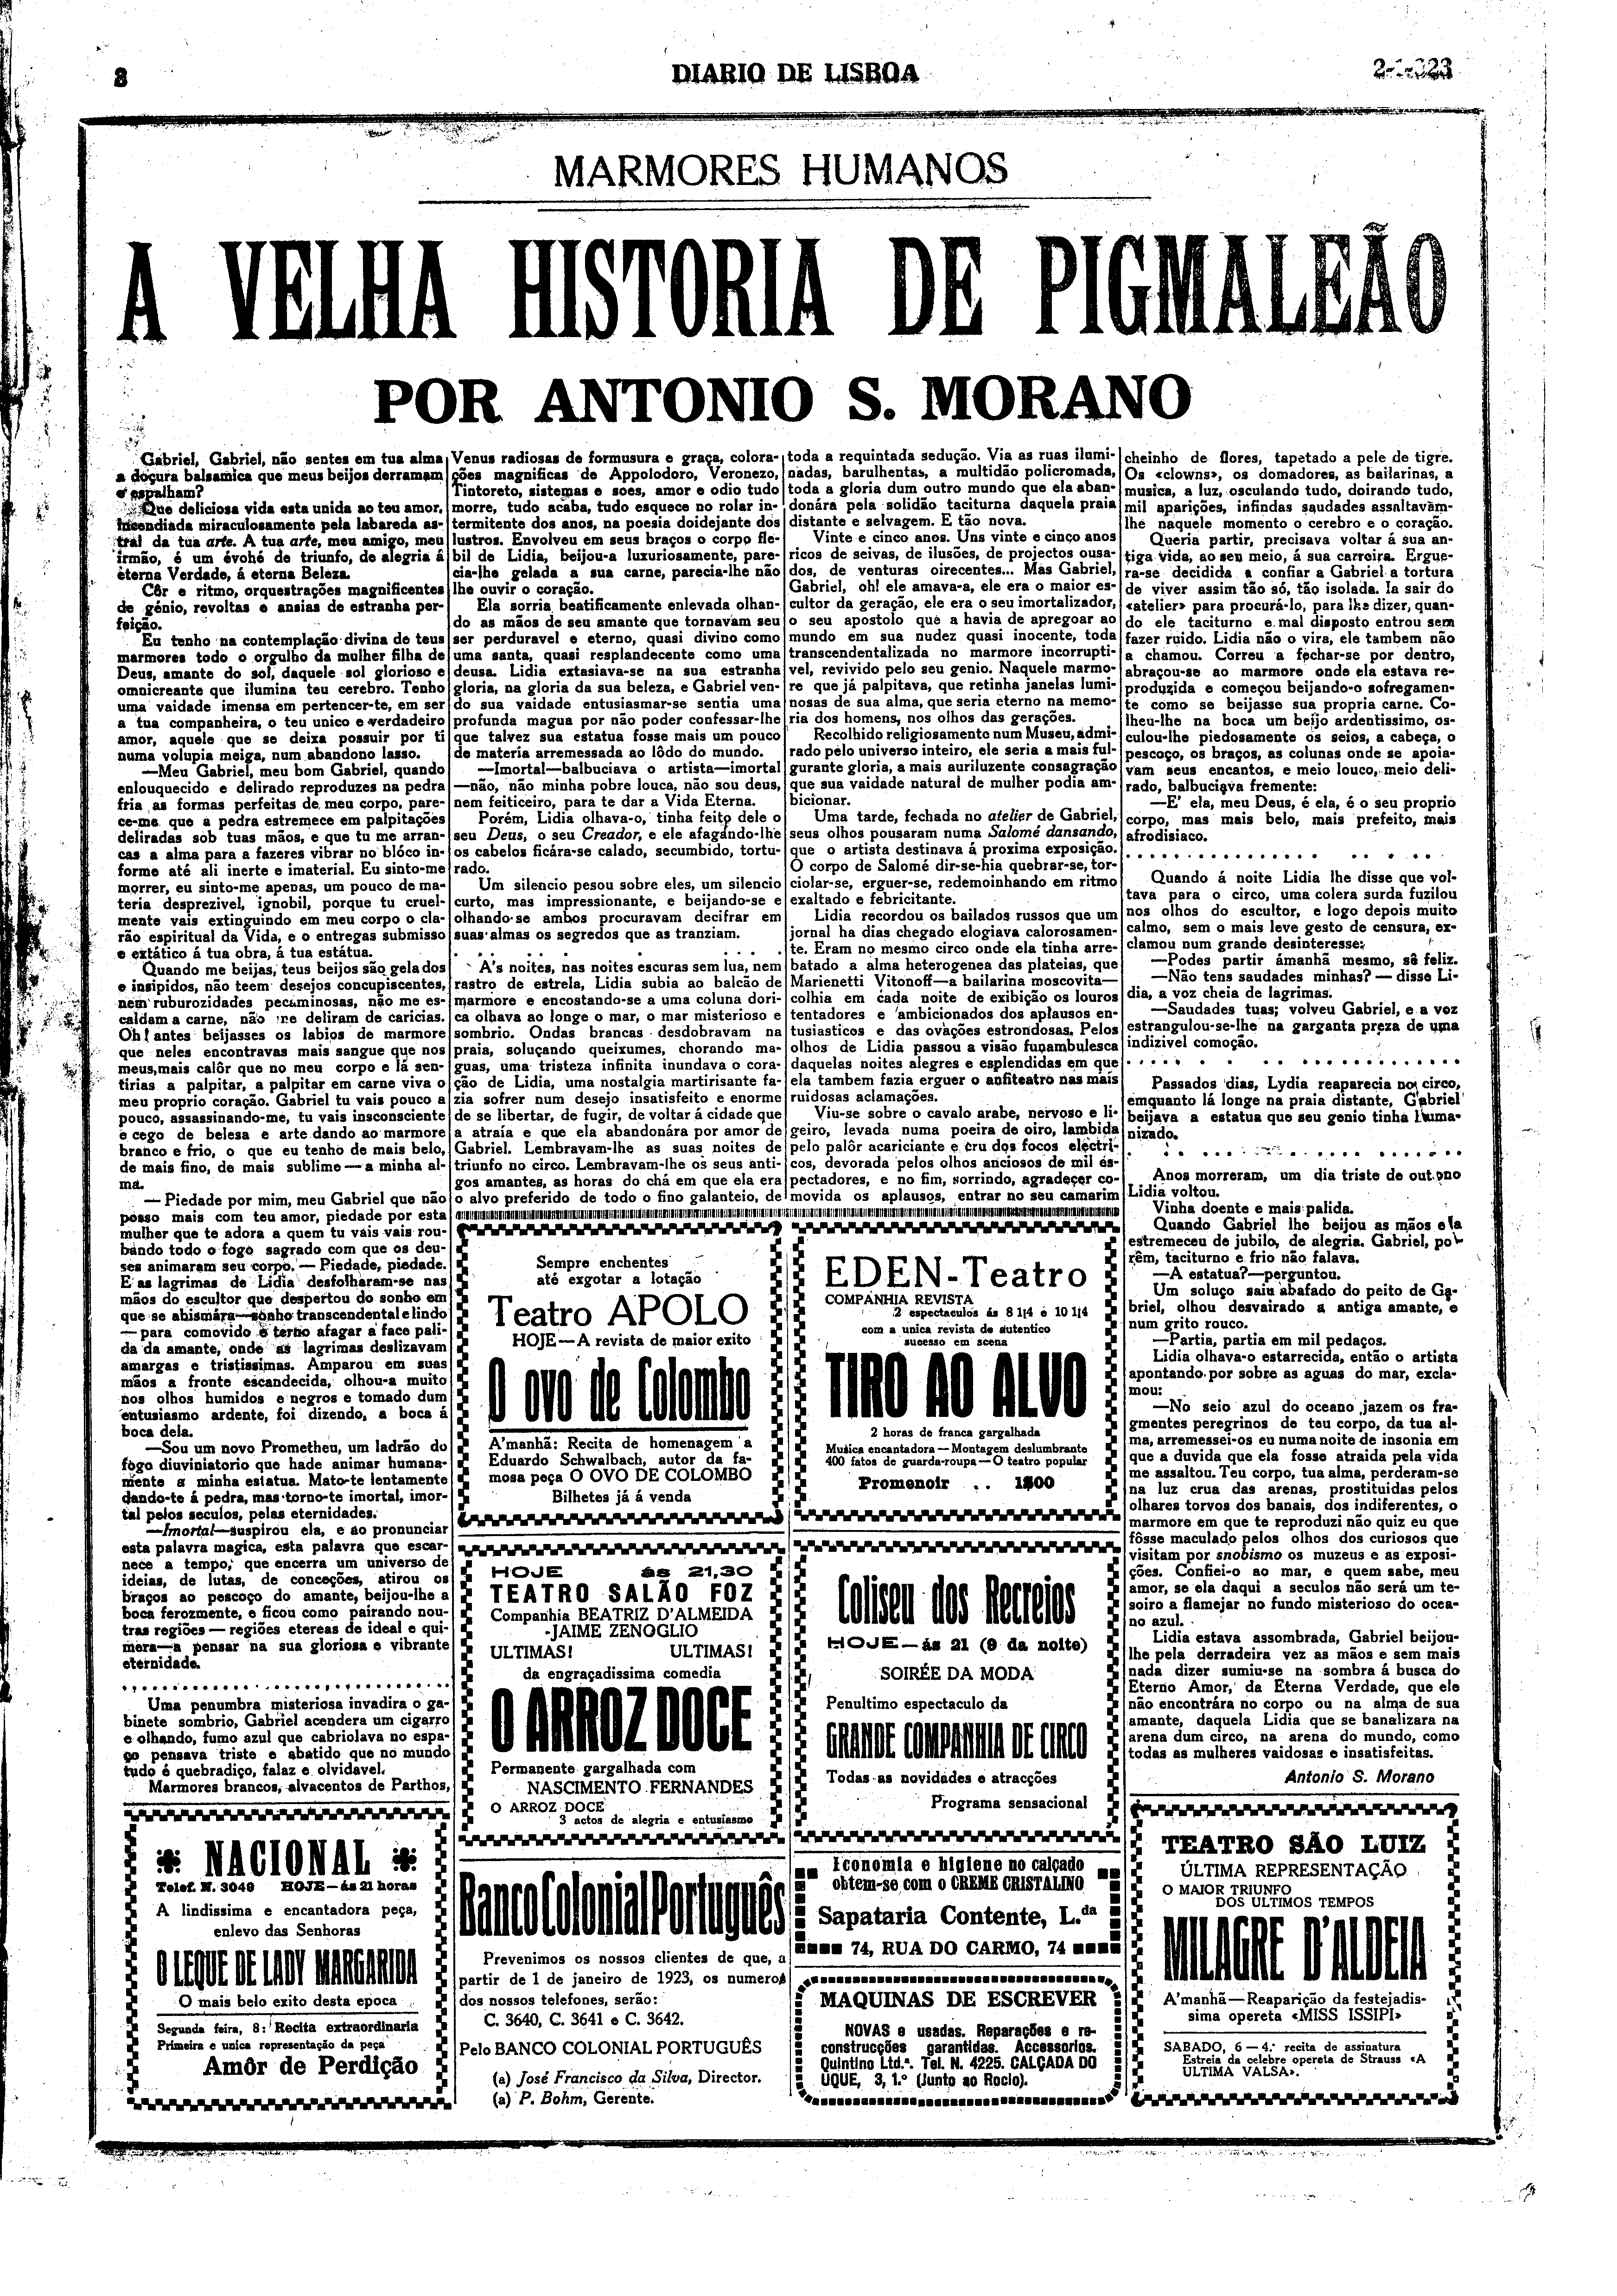 8
DIARIO DE LISBOA
MARMORES HUMANOS
A VELHA HISTORIA DE PIGMALEÃO
POR ANTONIO S. MORANO
Gabriel, Gabriel, não sentes em tua alma
a doçura balsamica que meus beijos derramam
e espalham?
Que deliciosa vida esta unida ao teu amor,
incendiada miraculosamente pela labareda as-
tral da tua arte. A tua arte, meu amigo, meu
irmão, é um évohé de triunfo, de alegria á
eterna Verdade, á eterna Beleza.
Côr e ritmo, orquestrações magnificentes
de génio, revoltas e ansias de estranha per-
feição.
Eu tenho na contemplação divina de teus
marmores todo o orgulho da mulher filha de
Deus, amante do sol, daquele sol glorioso e
omnicreante que ilumina teu cerebro. Tenho
uma vaidade imensa em pertencer-te, em ser
a tua companheira, o teu unico e verdadeiro
amor, aquele que se deixa possuir por ti
numa volupia meiga, num abandono lasso.
—Meu Gabriel, meu bom Gabriel, quando
enlouquecido e delirado reproduzes na pedra
fria as formas perfeitas de meu corpo, pare-
ce-me que a pedra estremece em palpitações
deliradas sob tuas mãos, e que tu me arran-
cas a alma para a fazeres vibrar no blóco in-
forme até ali inerte e imaterial. Eu sinto-me
morrer, eu sinto-me apenas, um pouco de ma-
teria desprezivel, ignobil, porque tu cruel-
mente vais extinguindo em meu corpo o cla-
rão espiritual da Vida, e o entregas submisso
e extático á tua obra, á tua estátua.
Quando me beijas, teus beijos são gelados
e insipidos, não teem desejos concupiscentes,
nem ruburozidades pecaminosas, não me es-
caldam a carne, não me deliram de caricias.
Oh! antes beijasses os labios de marmore
que neles encontravas mais sangue que nos
meus, mais calôr que no meu corpo e lá sen-
tirias a palpitar, a palpitar em carne viva o
meu proprio coração. Gabriel tu vais pouco a
pouco, assassinando-me, tu vais insconsciente
e cego de belesa e arte dando ao marmore
branco e frio, o que eu tenho de mais belo,
de mais fino, de mais sublime — a minha al-
ma.
— Piedade por mim, meu Gabriel que não
posso mais com teu amor, piedade por esta
mulher que te adora a quem tu vais vais rou-
bando todo o fogo sagrado com que os deu-
ses animaram seu corpo. — Piedade, piedade.
E as lagrimas de Lidia desfolharam-se nas
mãos do escultor que despertou do sonho em
que se abismára—sonho transcendental e lindo
— para comovido e terno afagar a face pali-
da da amante, onde as lagrimas deslizavam
amargas e tristissimas. Amparou em suas
mãos a fronte escandecida, olhou-a muito
nos olhos humidos e negros e tomado dum
entusiasmo ardente, foi dizendo, a boca á
boca dela.
—Sou um novo Prometheu, um ladrão do
fogo diuviniatorio que hade animar humana-
mente a minha estatua. Mato-te lentamente
dando-te á pedra, mas torno-te imortal, imor-
tal pelos seculos, pelas eternidades.
—Imortal—suspirou ela, e ao pronunciar
esta palavra magica, esta palavra que escar-
nece a tempo, que encerra um universo de
ideias, de lutas, de conceções, atirou os
braços ao pescoço do amante, beijou-lhe a
boca ferozmente, e ficou como pairando nou-
tras regiões — regiões etereas de ideal e qui-
mera—a pensar na sua gloriosa e vibrante
eternidade.
Uma penumbra misteriosa invadira o ga-
binete sombrio, Gabriel acendera um cigarro
e olhando, fumo azul que cabriolava no espa-
ço pensava triste e abatido que no mundo
tudo é quebradiço, falaz e olvidavel.
Marmores brancos, alvacentos de Parthos,
Venus radiosas de formusura e graça, colora-
ções magnificas de Appolodoro, Veronezo,
Tintoreto, sistemas e soes, amor e odio tudo
morre, tudo acaba, tudo esquece no rolar in-
termitente dos anos, na poesia doidejante dos
lustros. Envolveu em seus braços o corpo fle-
bil de Lidia, beijou-a luxuriosamente, pare-
cia-lhe gelada a sua carne, parecia-lhe não
lhe ouvir o coração.
Ela sorria beatificamente enlevada olhan-
do as mãos de seu amante que tornavam seu
ser perduravel e eterno, quasi divino como
uma santa, quasi resplandecente como uma
deusa. Lidia extasiava-se na sua estranha
gloria, na gloria da sua beleza, e Gabriel ven-
do sua vaidade entusiasmar-se sentia uma
profunda magua por não poder confessar-lhe
que talvez sua estatua fosse mais um pouco
de materia arremessada ao lôdo do mundo.
—Imortal—balbuciava o artista—imortal
—não, não minha pobre louca, não sou deus,
nem feiticeiro, para te dar a Vida Eterna.
Porém, Lidia olhava-o, tinha feito dele o
seu Deus, o seu Creador, e ele afagando-lhe
os cabelos ficára-se calado, secumbido, tortu-
rado.
Um silencio pesou sobre eles, um silencio
curto, mas impressionante, e beijando-se e
olhando-se ambos procuravam decifrar em
suas almas os segredos que as tranziam.
A's noites, nas noites escuras sem lua, nem
rastro de estrela, Lidia subia ao balcão de
marmore e encostando-se a uma coluna dori-
ca olhava ao longe o mar, o mar misterioso e
sombrio. Ondas brancas desdobravam na
praia, soluçando queixumes, chorando ma-
guas, uma tristeza infinita inundava o cora-
ção de Lidia, uma nostalgia martirisante fa-
zia sofrer num desejo insatisfeito e enorme
de se libertar, de fugir, de voltar á cidade que
a atraía e que ela abandonára por amor de
Gabriel. Lembravam-lhe as suas noites de
triunfo no circo. Lembravam-lhe os seus anti-
gos amantes, as horas do chá em que ela era
o alvo preferido de todo o fino galanteio, de
toda a requintada sedução. Via as ruas ilumi-
nadas, barulhentas, a multidão policromada,
toda a gloria dum outro mundo que ela aban-
donára pela solidão taciturna daquela praia
distante e selvagem. E tão nova.
Vinte e cinco anos. Uns vinte e cinco anos
ricos de seivas, de ilusões, de projectos ousa-
dos, de venturas oirecentes... Mas Gabriel,
Gabriel, oh! ele amava-a, ele era o maior es-
cultor da geração, ele era o seu imortalizador,
o seu apostolo que a havia de apregoar ao
mundo em sua nudez quasi inocente, toda
transcendentalizada no marmore incorrupti-
vel, revivido pelo seu genio. Naquele marmo-
re que já palpitava, que retinha janelas lumi-
nosas de sua alma, que seria eterno na memo-
ria dos homens, nos olhos das gerações.
Recolhido religiosamente num Museu, admi-
rado pelo universo inteiro, ele seria a mais ful-
gurante gloria, a mais auriluzente consagração
que sua vaidade natural de mulher podia am-
bicionar.
Uma tarde, fechada no atelier de Gabriel,
seus olhos pousaram numa Salomé dansando,
que o artista destinava á proxima exposição.
O corpo de Salomé dir-se-hia quebrar-se, tor-
ciolar-se, erguer-se, redemoinhando em ritmo
exaltado e febricitante.
Lidia recordou os bailados russos que um
jornal ha dias chegado elogiava calorosamen-
te. Eram no mesmo circo onde ela tinha arre-
batado a alma heterogenea das plateias, que
Marienetti Vitonoff—a bailarina moscovita—
colhia em cada noite de exibição os louros
tentadores e ambicionados dos aplausos en-
tusiasticos e das ovações estrondosas. Pelos
olhos de Lidia passou a visão funambulesca
daquelas noites alegres e esplendidas em que
ela tambem fazia erguer o anfiteatro nas mais
ruidosas aclamações.
Viu-se sobre o cavalo arabe, nervoso e li-
geiro, levada numa poeira de oiro, lambida
pelo palôr acariciante e cru dos focos electri-
cos, devorada pelos olhos anciosos de mil es-
pectadores, e no fim, sorrindo, agradeçer co-
movida os aplausos, entrar no seu camarim
cheinho de flores, tapetado a pele de tigre.
Os «clowns», os domadores, as bailarinas, a
musica, a luz, osculando tudo, doirando tudo,
mil aparições, infindas saudades assaltavam-
lhe naquele momento o cerebro e o coração.
Queria partir, precisava voltar á sua an-
tiga vida, ao seu meio, á sua carreira. Ergue-
ra-se decidida a confiar a Gabriel a tortura
de viver assim tão só, tão isolada. Ia sair do
«atelier» para procurá-lo, para lhe dizer, quan-
do ele taciturno e mal disposto entrou sem
fazer ruido. Lidia não o vira, ele tambem não
a chamou. Correu a fechar-se por dentro,
abraçou-se ao marmore onde ela estava re-
produzida e começou beijando-o sofregamen-
te como se beijasse sua propria carne. Co-
lheu-lhe na boca um beijo ardentissimo, os-
culou-lhe piedosamente os seios, a cabeça, o
pescoço, os braços, as colunas onde se apoia-
vam seus encantos, e meio louco, meio deli-
rado, balbuciava fremente:
—E' ela, meu Deus, é ela, é o seu proprio
corpo, mas mais belo, mais prefeito, mais
afrodisiaco.
Quando á noite Lidia lhe disse que vol-
tava para o circo, uma colera surda fuzilou
nos olhos do escultor, e logo depois muito
calmo, sem o mais leve gesto de censura, ex-
clamou num grande desinteresse:
—Podes partir ámanhã mesmo, sê feliz.
—Não tens saudades minhas? — disse Li-
dia, a voz cheia de lagrimas.
—Saudades tuas; volveu Gabriel, e a voz
estrangulou-se-lhe na garganta preza de uma
indizivel comoção.
Passados dias, Lydia reaparecia no circo,
emquanto lá longe na praia distante, Gabriel
beijava a estatua que seu genio tinha huma-
nizado.
Anos morreram, um dia triste de outono
Lidia voltou.
Vinha doente e mais palida.
Quando Gabriel lhe beijou as mãos ela
estremeceu de jubilo, de alegria. Gabriel, po-
rêm, taciturno e frio não falava.
—A estatua?—perguntou.
Um soluço saiu abafado do peito de Ga-
briel, olhou desvairado a antiga amante, e
num grito rouco.
—Partia, partia em mil pedaços.
Lidia olhava-o estarrecida, então o artista
apontando por sobre as aguas do mar, excla-
mou:
—No seio azul do oceano jazem os fra-
gmentes peregrinos de teu corpo, da tua al-
ma, arremessei-os eu numa noite de insonia em
que a duvida que ela fosse atraida pela vida
me assaltou. Teu corpo, tua alma, perderam-se
na luz crua das arenas, prostituidas pelos
olhares torvos dos banais, dos indiferentes, o
marmore em que te reproduzi não quiz eu que
fôsse maculado pelos olhos dos curiosos que
visitam por snobismo os muzeus e as exposi-
ções. Confiei-o ao mar, e quem sabe, meu
amor, se ela daqui a seculos não será um te-
soiro a flamejar no fundo misterioso do ocea-
no azul.
Lidia estava assombrada, Gabriel beijou-
lhe pela derradeira vez as mãos e sem mais
nada dizer sumiu-se na sombra á busca do
Eterno Amor, da Eterna Verdade, que ele
não encontrára no corpo ou na alma de sua
amante, daquela Lidia que se banalizara na
arena dum circo, na arena do mundo, como
todas as mulheres vaidosas e insatisfeitas.
Antonio S. Morano
Sempre enchentes
até exgotar a lotação
Teatro APOLO
HOJE—A revista de maior exito
O ovo de Colombo
A'manhã: Recita de homenagem a
Eduardo Schwalbach, autor da fa-
mosa peça O OVO DE COLOMBO
Bilhetes já á venda
EDEN-Teatro
COMPANHIA REVISTA
2 espectaculos ás 8 1|4 e 10 1|4
com a unica revista de autentico
sucesso em scena
TIRO AO ALVO
2 horas de franca gargalhada
Musica encantadora—Montagem deslumbrante
400 fatos de guarda-roupa—O teatro popular
Promenoir .. 1$00
HOJE ás 21,30
TEATRO SALÃO FOZ
Companhia BEATRIZ D'ALMEIDA
-JAIME ZENOGLIO
ULTIMAS! ULTIMAS!
da engraçadissima comedia
O ARROZ DOCE
Permanente gargalhada com
NASCIMENTO FERNANDES
O ARROZ DOCE
3 actos de alegria e entusiasmo
Coliseu dos Recreios
HOJE—ás 21 (9 da noite)
SOIRÉE DA MODA
Penultimo espectaculo da
GRANDE COMPANHIA DE CIRCO
Todas as novidades e atracções
Programa sensacional
NACIONAL
Telef. N. 3049 HOJE—ás 21 horas
A lindissima e encantadora peça,
enlevo das Senhoras
O LEQUE DE LADY MARGARIDA
O mais belo exito desta epoca
Segunda feira, 8: Recita extraordinaria
Primeira e unica representação da peça
Amôr de Perdição
Banco Colonial Português
Prevenimos os nossos clientes de que, a
partir de 1 de janeiro de 1923, os numeros
dos nossos telefones, serão:
C. 3640, C. 3641 e C. 3642.
Pelo BANCO COLONIAL PORTUGUÊS
(a) José Francisco da Silva, Director.
(a) P. Bohm, Gerente.
Economia e higiene no calçado
obtem-se com o CREME CRISTALINO
Sapataria Contente, L.da
74, RUA DO CARMO, 74
MAQUINAS DE ESCREVER
NOVAS e usadas. Reparações e re-
construcções garantidas. Accessorios.
Quintino Ltd.ª. Tel. N. 4225. CALÇADA DO
UQUE, 3, 1.º (Junto ao Rocio).
TEATRO SÃO LUIZ
ÚLTIMA REPRESENTAÇÃO
O MAIOR TRIUNFO
DOS ULTIMOS TEMPOS
MILAGRE D'ALDEIA
A'manhã—Reaparição da festejadis-
sima opereta «MISS ISSIPI»
SABADO, 6 — 4.ª recita de assinatura
Estreia da celebre opereta de Strauss «A
ULTIMA VALSA».